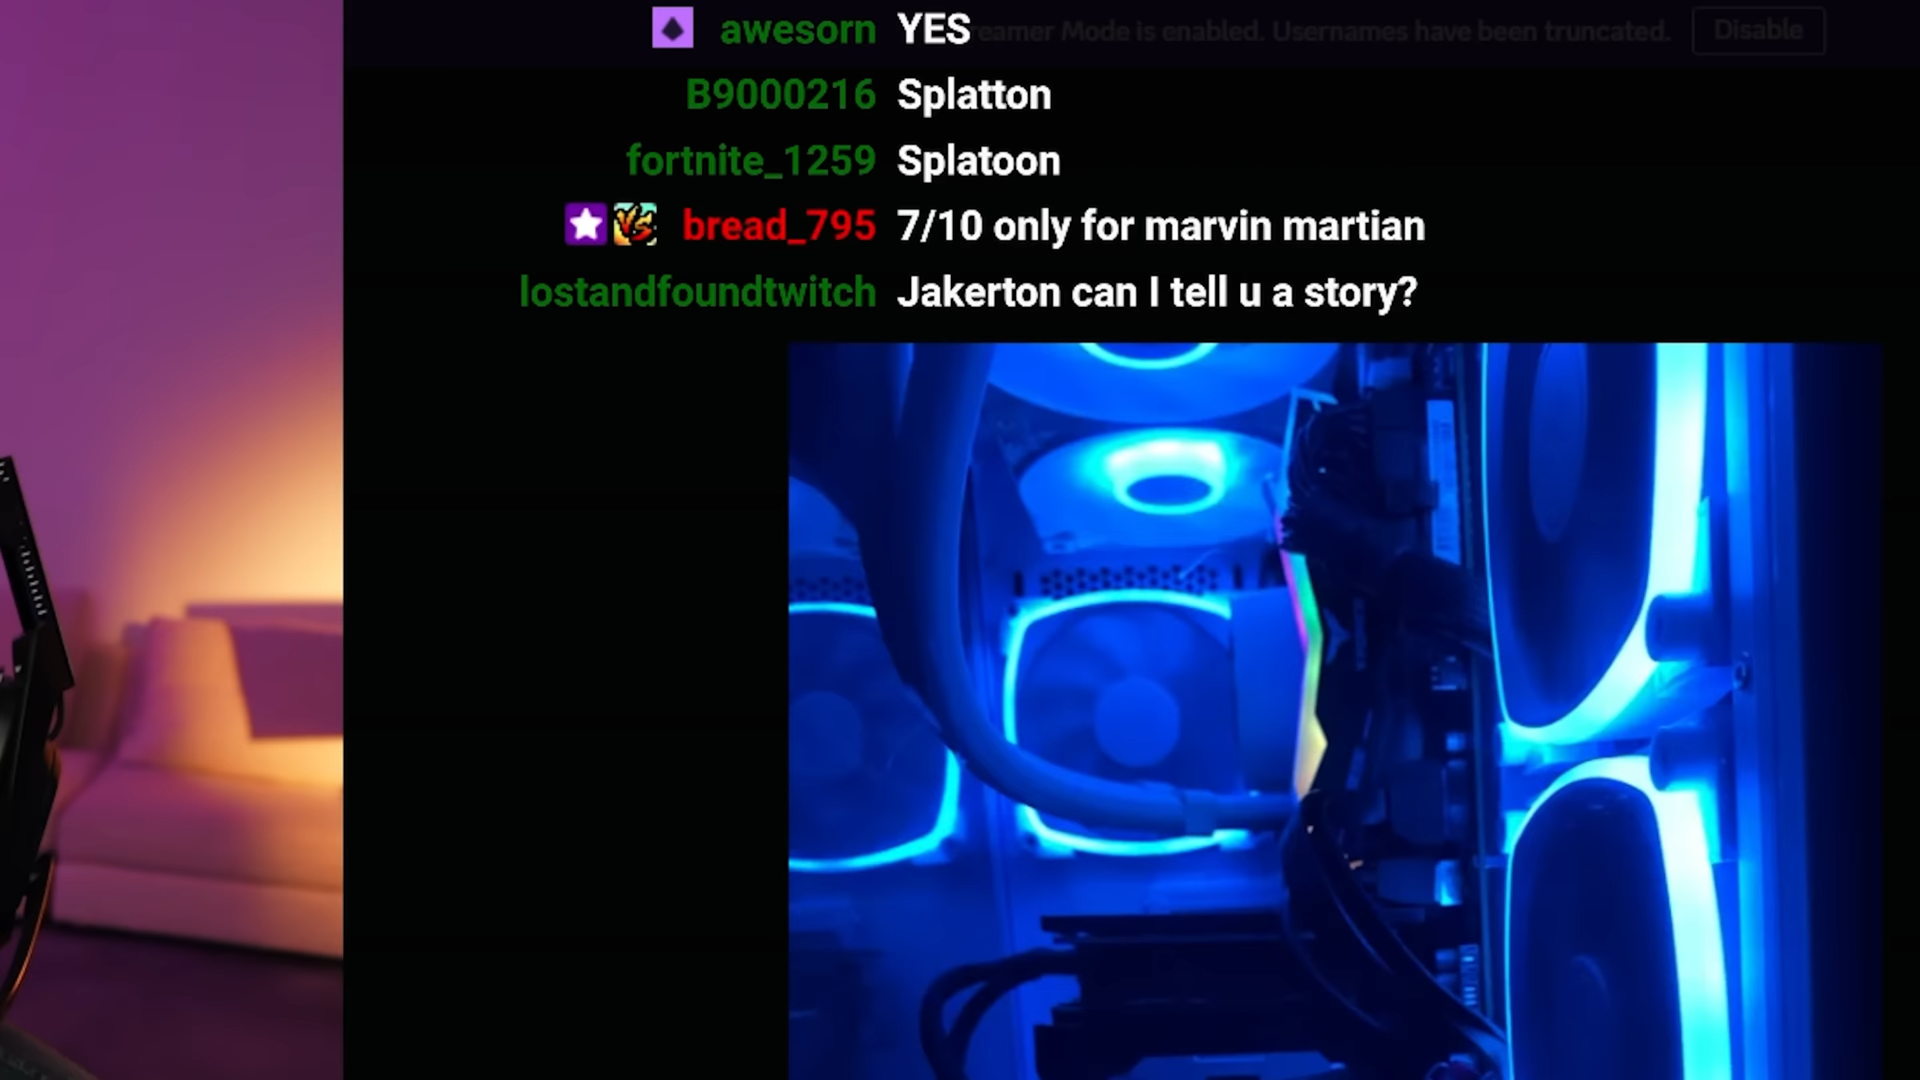 awesorn YES eamer Mode is enabled. Usernames have been truncated. Disable
B9000216 Splatton
fortnite_1259 Splatoon
bread_795 7/10 only for marvin martian
lostandfoundtwitch Jakerton can I tell u a story?